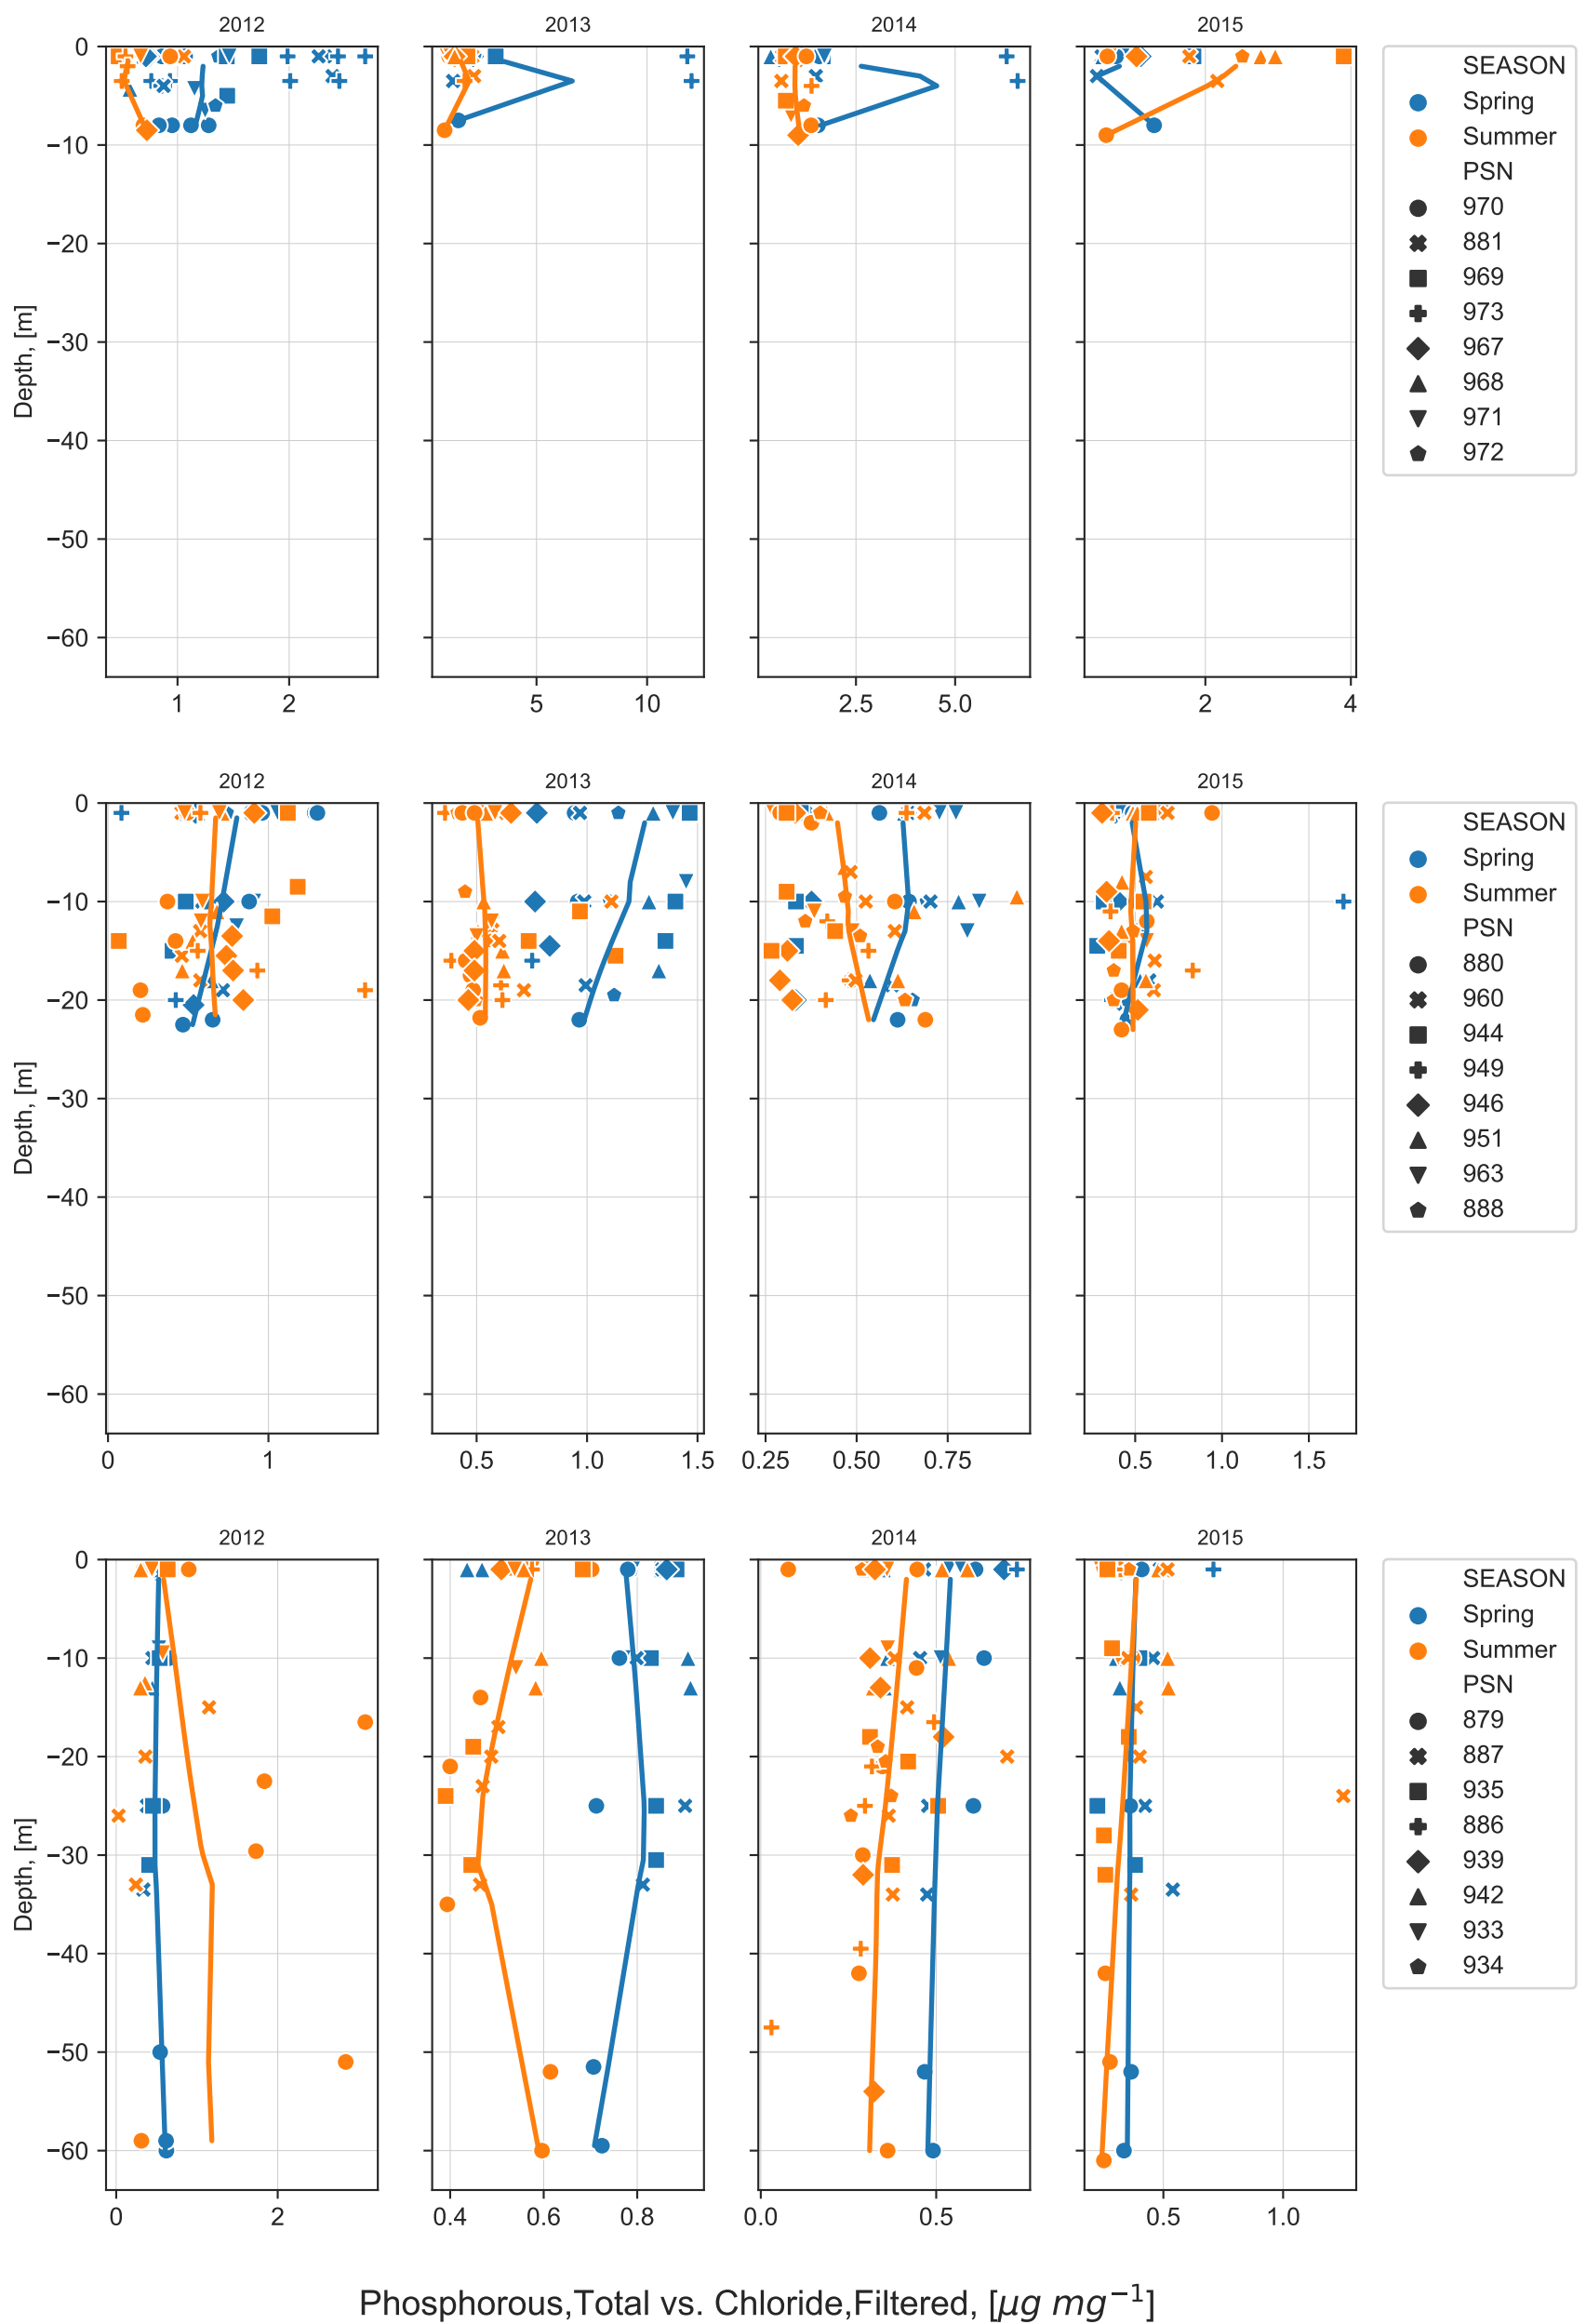 2012 2013 2014 2015
0
−10
−20
−30
−40
−50
−60
Depth, [m]
1 2 5 10 2.5 5.0 2 4
SEASON
Spring
Summer
PSN
970
881
969
973
967
968
971
972
2012 2013 2014 2015
0
−10
−20
−30
−40
−50
−60
Depth, [m]
0 1 0.5 1.0 1.5 0.25 0.50 0.75 0.5 1.0 1.5
SEASON
Spring
Summer
PSN
880
960
944
949
946
951
963
888
2012 2013 2014 2015
0
−10
−20
−30
−40
−50
−60
Depth, [m]
0 2 0.4 0.6 0.8 0.0 0.5 0.5 1.0
SEASON
Spring
Summer
PSN
879
887
935
886
939
942
933
934
Phosphorous,Total vs. Chloride,Filtered, [μg mg⁻¹]